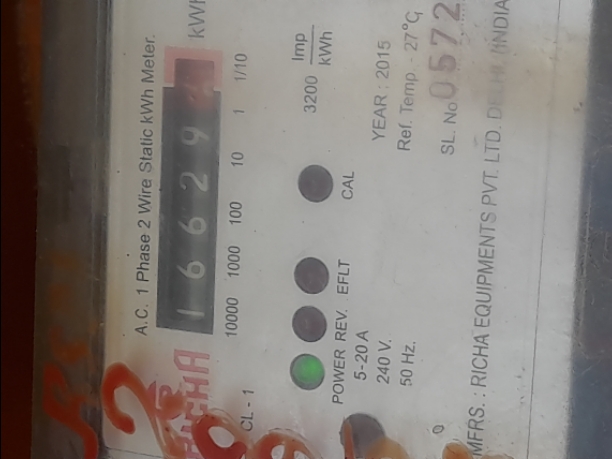 A.C. 1 Phase 2 Wire Static kWh Meter.
RICHA 1 6 6 2 9 kWh
10000 1000 100 10 1 1/10
CL - 1
Imp
3200 kWh
CAL
POWER REV. EFLT
5-20 A YEAR : 2015
240 V. Ref. Temp. - 27°C
50 Hz. SL. No. 0572
MFRS. : RICHA EQUIPMENTS PVT. LTD. DELHI (INDIA